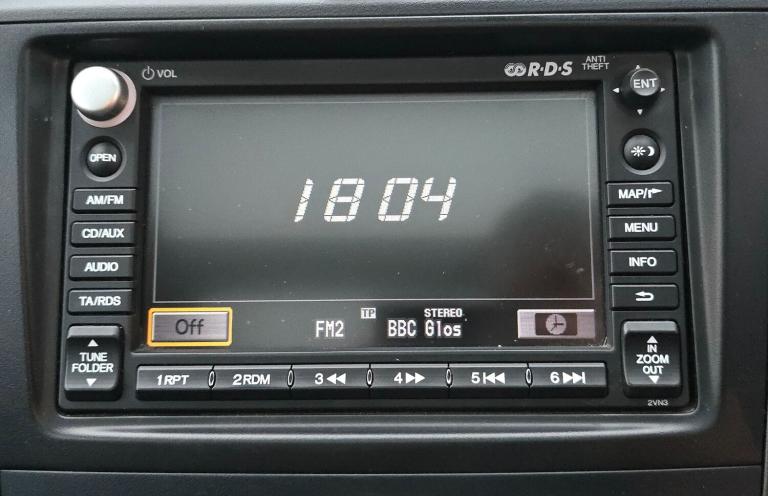 VOL
R·D·S
ANTI
THEFT
ENT
OPEN
AM/FM
CD/AUX
AUDIO
TA/RDS
TUNE
FOLDER
1804
MAP/
MENU
INFO
IN
ZOOM
OUT
Off
FM2
TP
BBC Glos
STEREO
1RPT
2RDM
3
4
5
6
2VN3